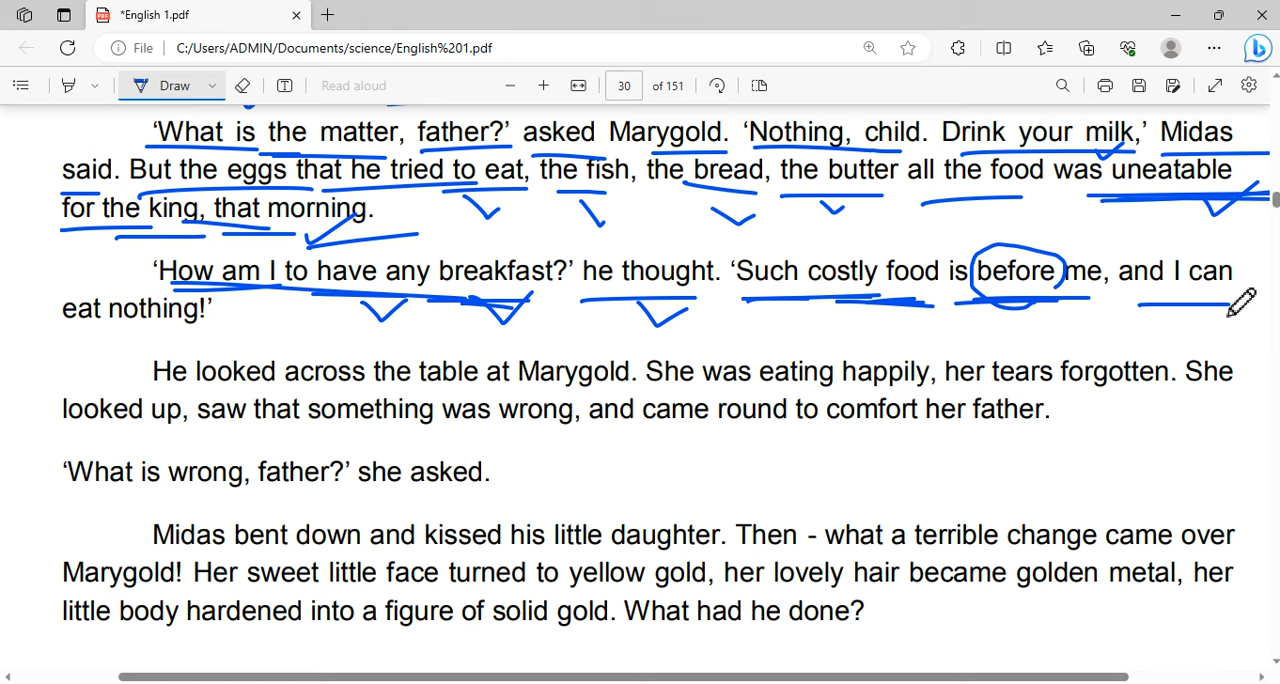 *English 1.pdf
File
C:/Users/ADMIN/Documents/science/English%201.pdf
Draw
Read aloud
30 of 151
‘What is the matter, father?’ asked Marygold. ‘Nothing, child. Drink your milk,’ Midas
said. But the eggs that he tried to eat, the fish, the bread, the butter all the food was uneatable
for the king, that morning.
‘How am I to have any breakfast?’ he thought. ‘Such costly food is before me, and I can
eat nothing!’
He looked across the table at Marygold. She was eating happily, her tears forgotten. She
looked up, saw that something was wrong, and came round to comfort her father.
‘What is wrong, father?’ she asked.
Midas bent down and kissed his little daughter. Then - what a terrible change came over
Marygold! Her sweet little face turned to yellow gold, her lovely hair became golden metal, her
little body hardened into a figure of solid gold. What had he done?